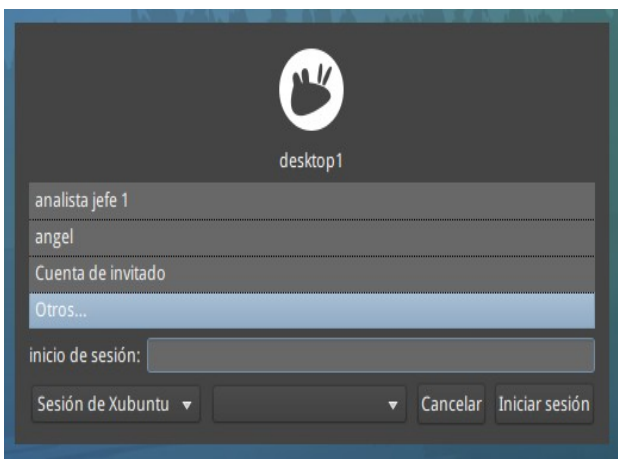 desktop1
analista jefe 1
angel
Cuenta de invitado
Otros...
inicio de sesión:
Sesión de Xubuntu Cancelar Iniciar sesión